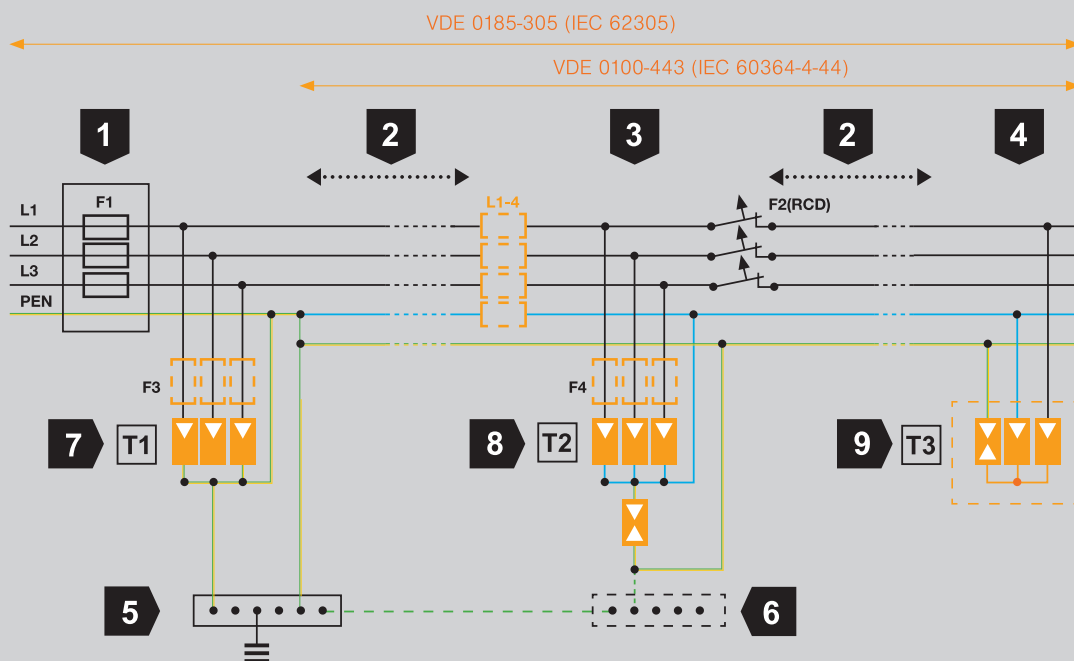 VDE 0185-305 (IEC 62305)
VDE 0100-443 (IEC 60364-4-44)
1
2
3
2
4
L1
F1
L1-4
F2(RCD)
L2
L3
PEN
F3
F4
7
T1
8
T2
9
T3
5
6